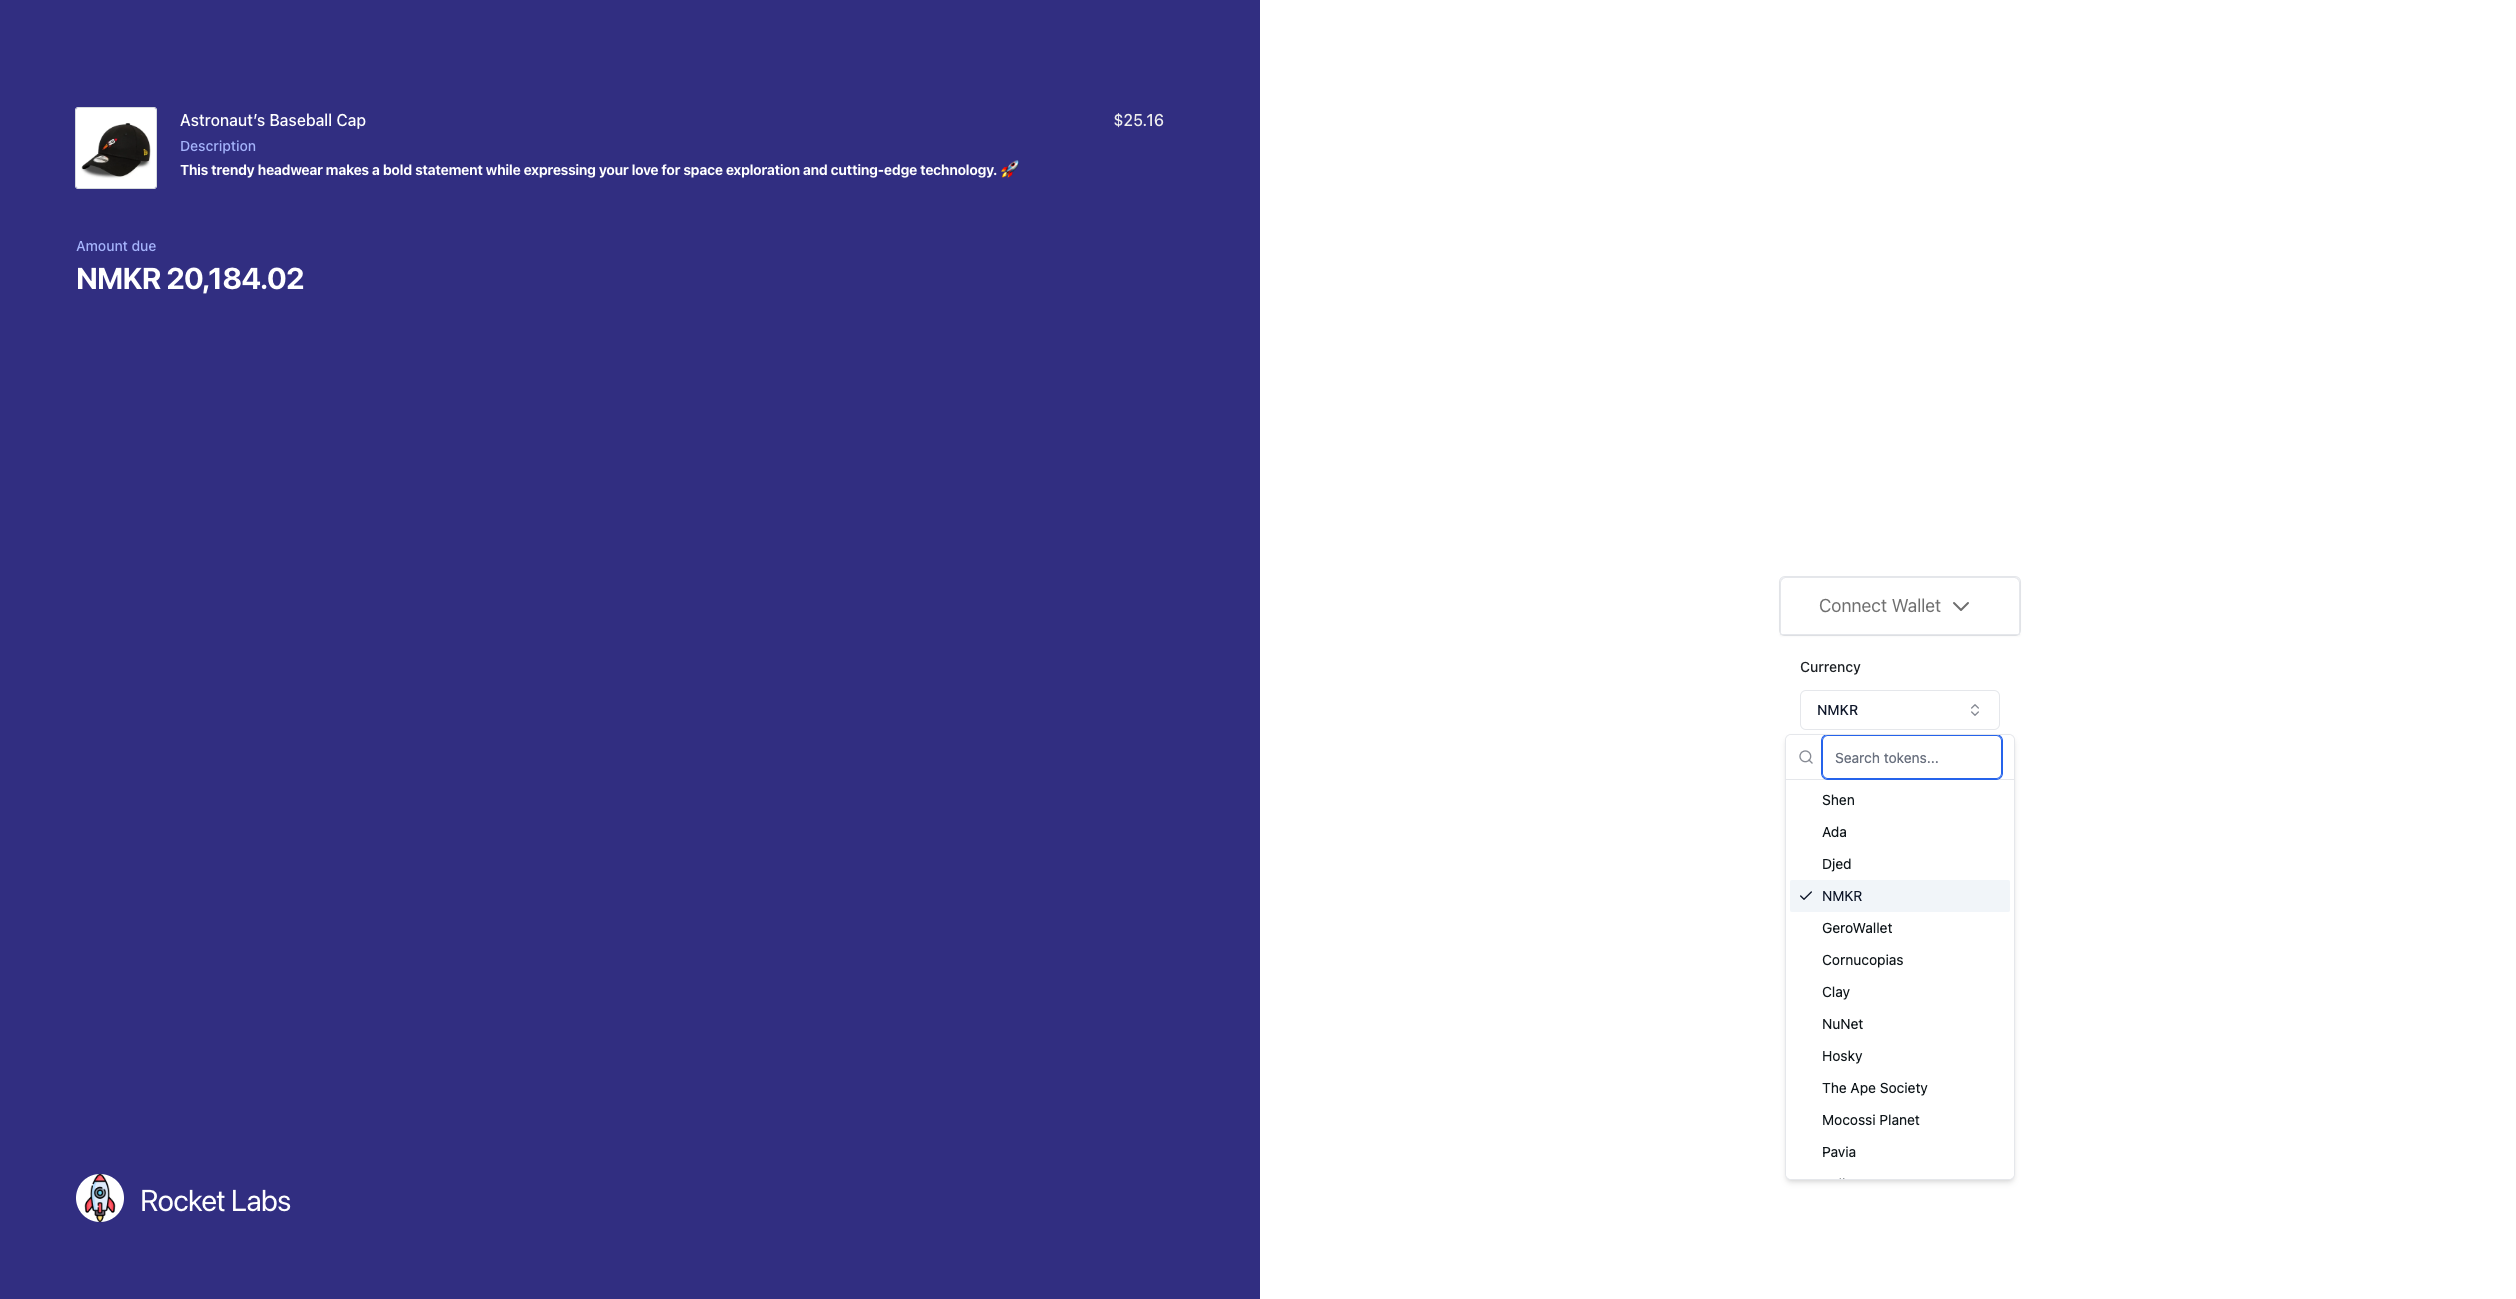 Astronaut’s Baseball Cap
$25.16
Description
This trendy headwear makes a bold statement while expressing your love for space exploration and cutting-edge technology. 🚀
Amount due
NMKR 20,184.02
Rocket Labs
Connect Wallet
Currency
NMKR
Search tokens...
Shen
Ada
Djed
NMKR
GeroWallet
Cornucopias
Clay
NuNet
Hosky
The Ape Society
Mocossi Planet
Pavia